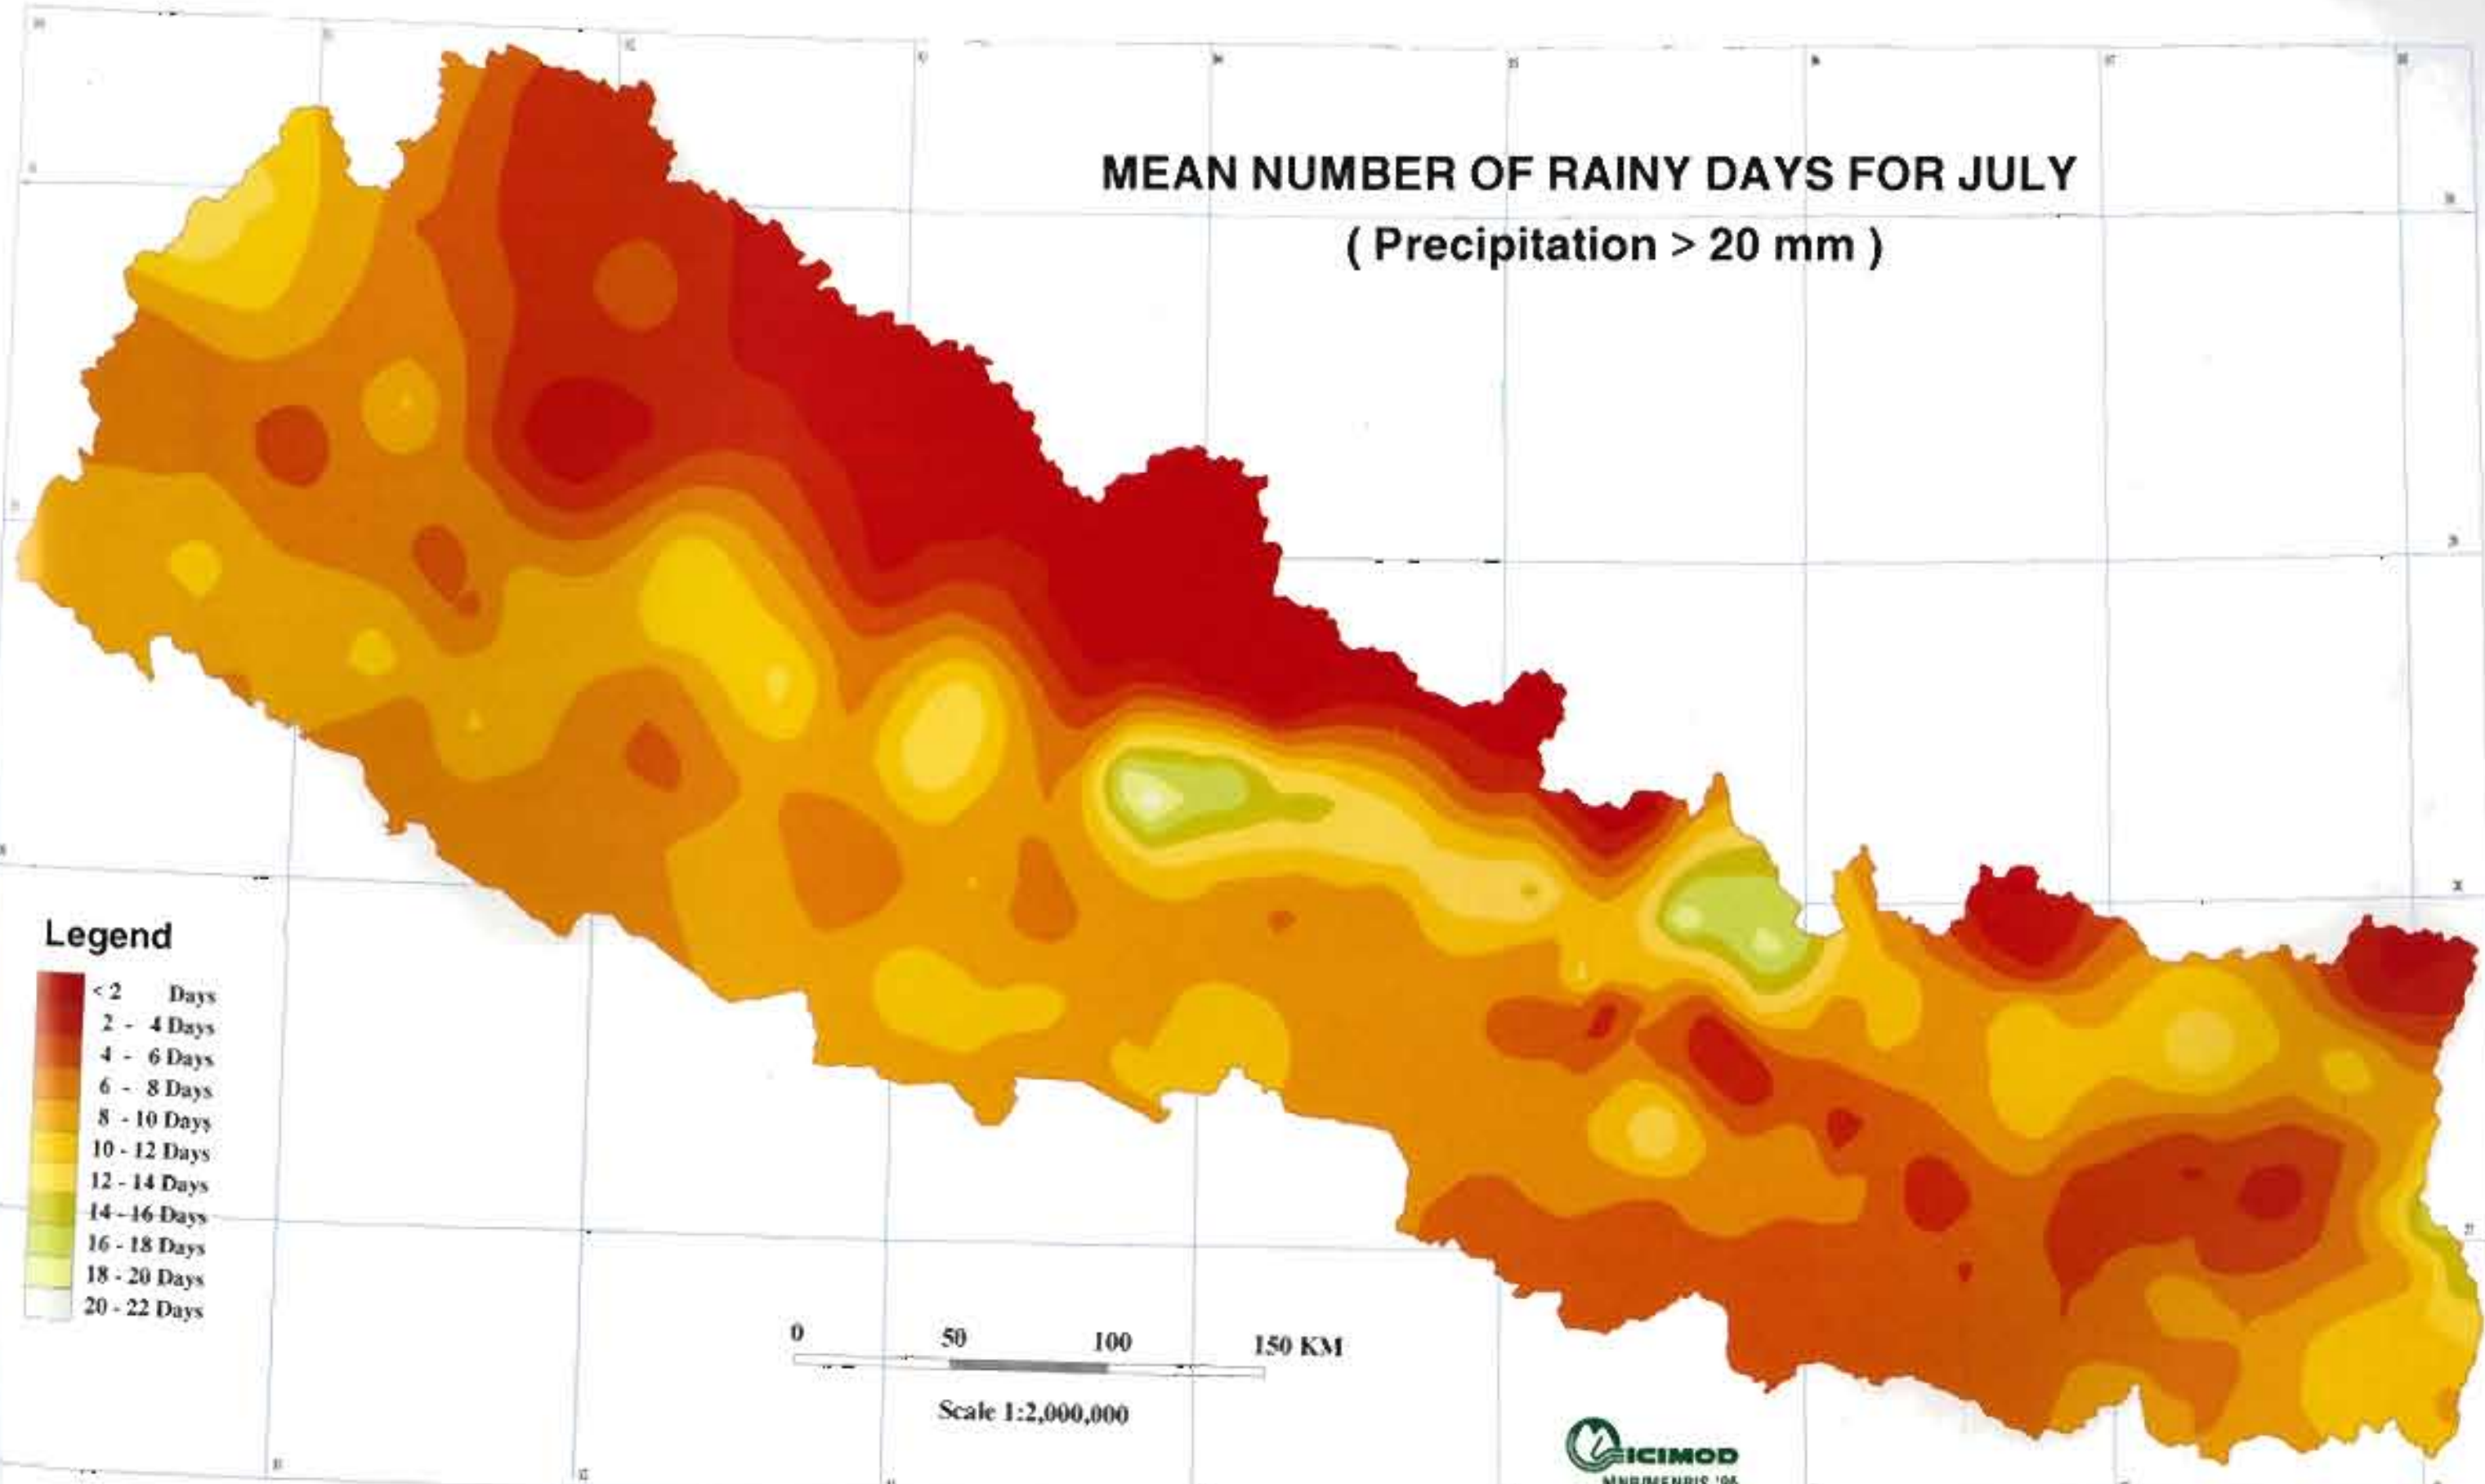 MEAN NUMBER OF RAINY DAYS FOR JULY
( Precipitation > 20 mm )
Legend
< 2 Days
2 - 4 Days
4 - 6 Days
6 - 8 Days
8 - 10 Days
10 - 12 Days
12 - 14 Days
14 - 16 Days
16 - 18 Days
18 - 20 Days
20 - 22 Days
0 50 100 150 KM
Scale 1:2,000,000
ICIMOD